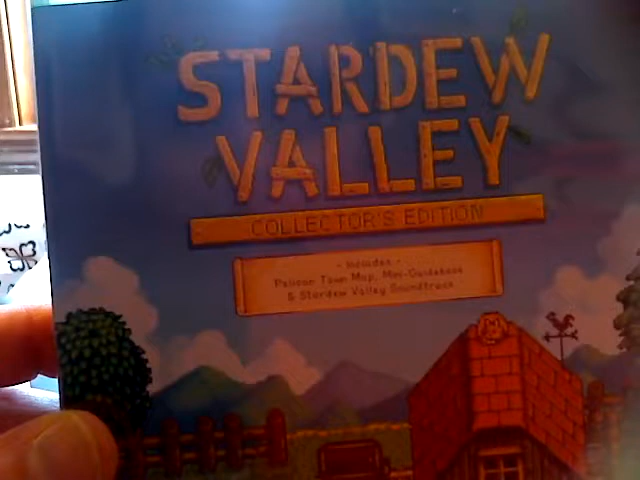 STARDEW
VALLEY
COLLECTOR'S EDITION
- Includes -
Pelican Town Map, Mini-Guidebook
& Stardew Valley Soundtrack